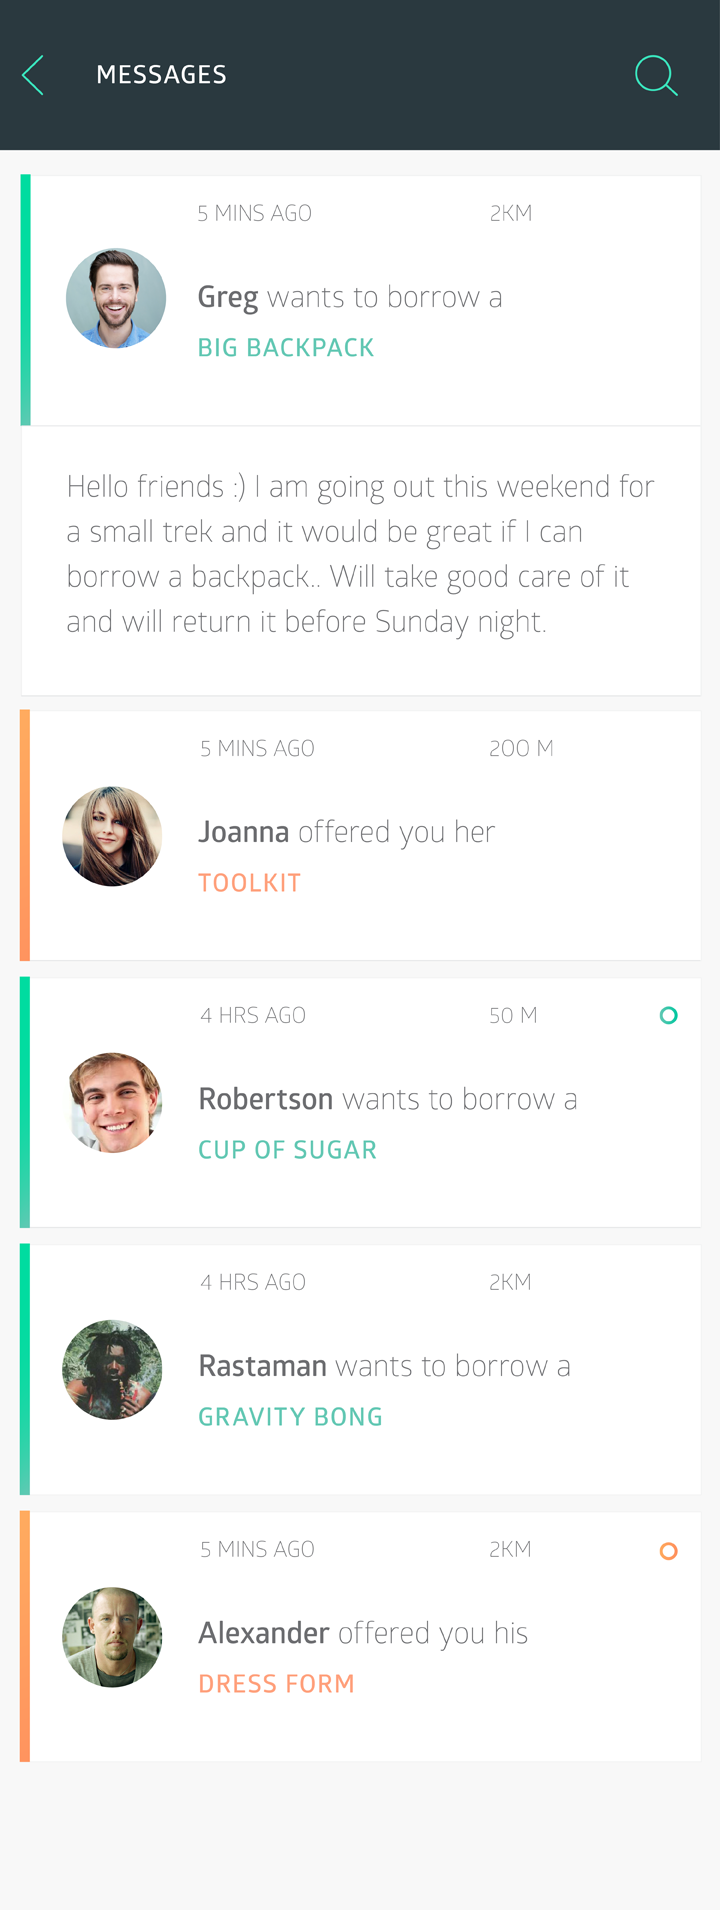 MESSAGES
5 MINS AGO 2KM
Greg wants to borrow a
BIG BACKPACK
Hello friends :) I am going out this weekend for
a small trek and it would be great if I can
borrow a backpack.. Will take good care of it
and will return it before Sunday night.
5 MINS AGO 200 M
Joanna offered you her
TOOLKIT
4 HRS AGO 50 M
Robertson wants to borrow a
CUP OF SUGAR
4 HRS AGO 2KM
Rastaman wants to borrow a
GRAVITY BONG
5 MINS AGO 2KM
Alexander offered you his
DRESS FORM